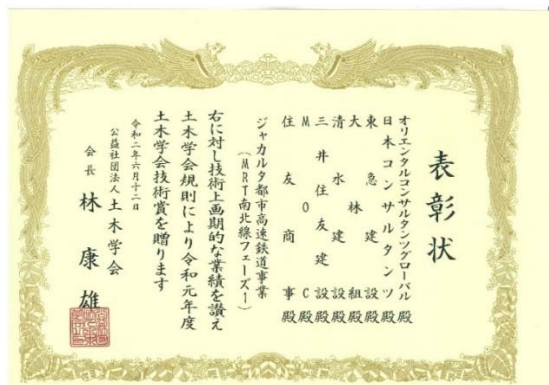 表彰状
オリエンタルコンサルタンツグローバル殿
日本コンサルタンツ殿
東急建設殿
大林組殿
清水建設殿
三井住友建設殿
MOC殿
住友商事殿
ジャカルタ都市高速鉄道事業
(MRT南北線フェーズ1)
右に対し技術上画期的な業績を讃え
土木学会規則により令和元年度
土木学会技術賞を贈ります
令和二年六月十二日
公益社団法人土木学会
会長 林康雄